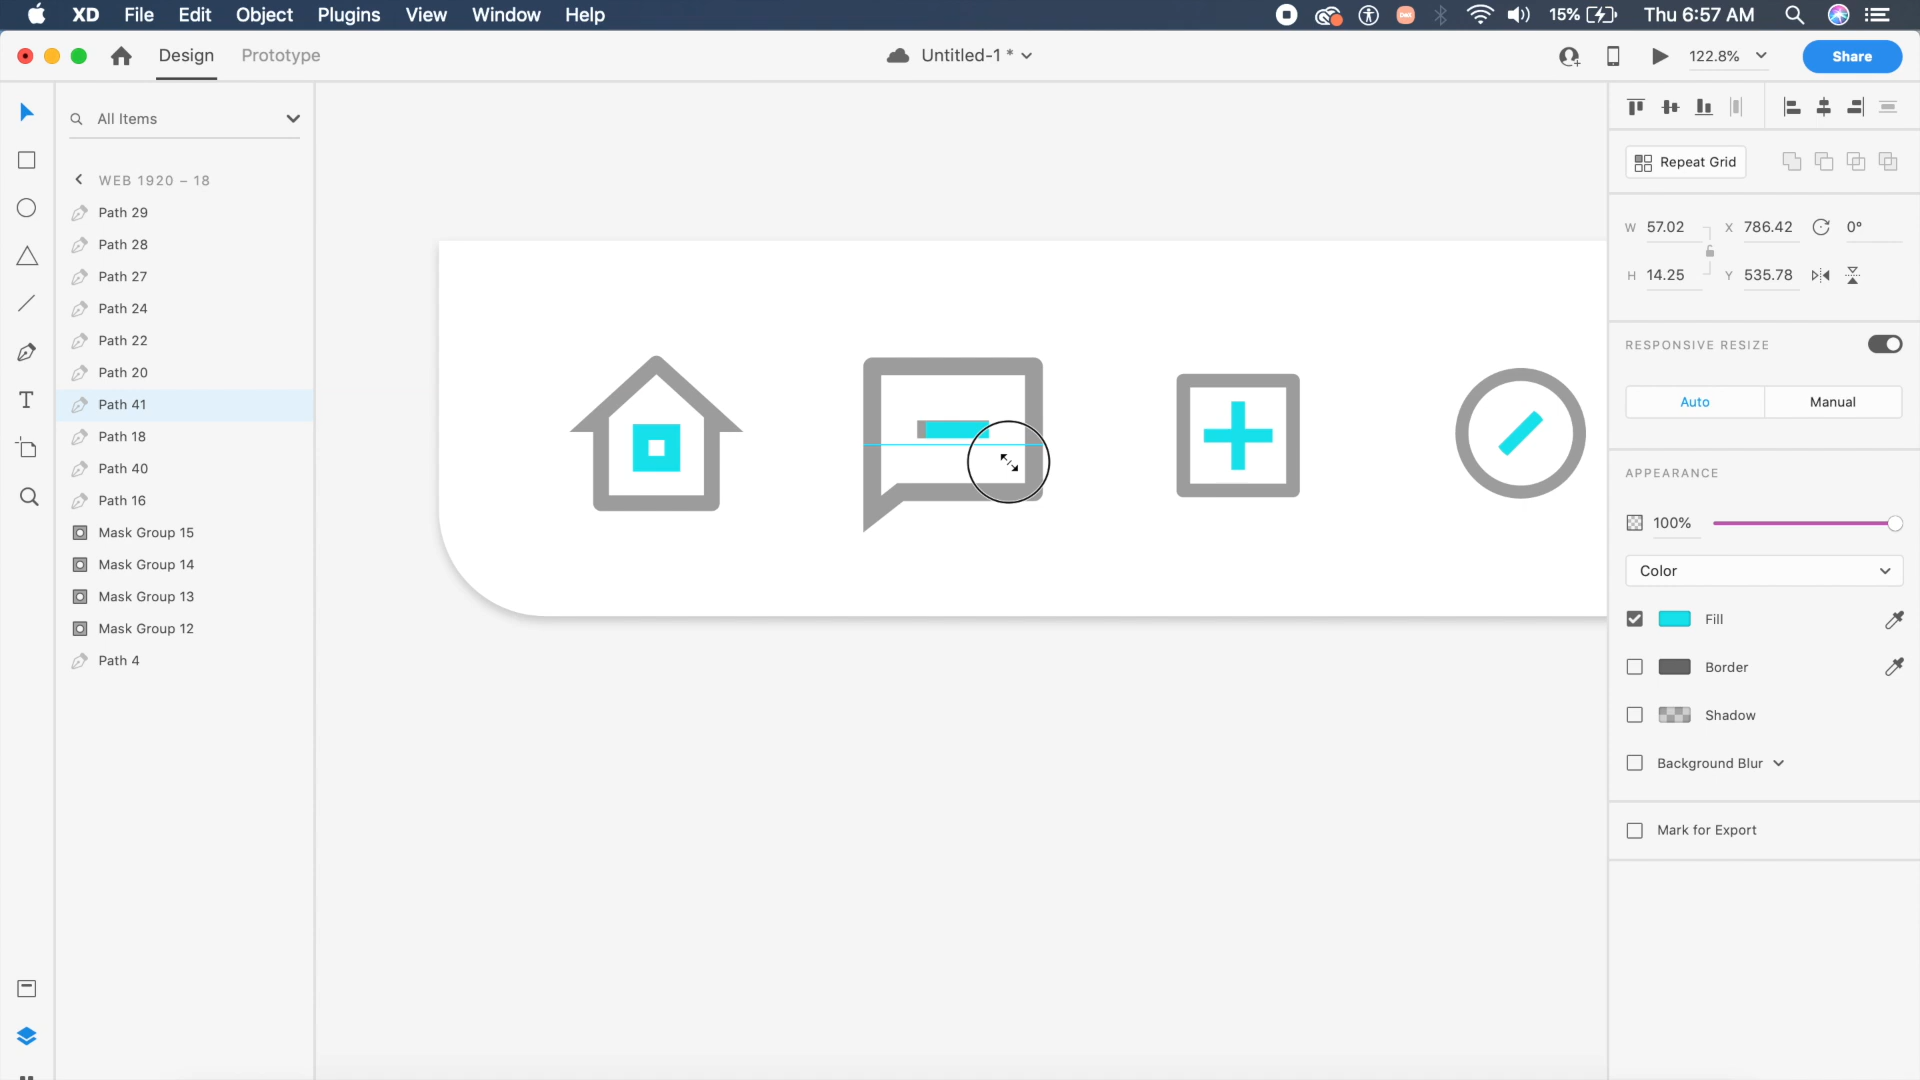 XD File Edit Object Plugins View Window Help 15% Thu 6:57 AM
Design Prototype Untitled-1 * 122.8% Share
All Items
WEB 1920 – 18
Path 29
Path 28
Path 27
Path 24
Path 22
Path 20
Path 41
Path 18
Path 40
Path 16
Mask Group 15
Mask Group 14
Mask Group 13
Mask Group 12
Path 4
T
Repeat Grid
W 57.02 X 786.42 0°
H 14.25 Y 535.78
RESPONSIVE RESIZE
Auto Manual
APPEARANCE
100%
Color
Fill
Border
Shadow
Background Blur
Mark for Export